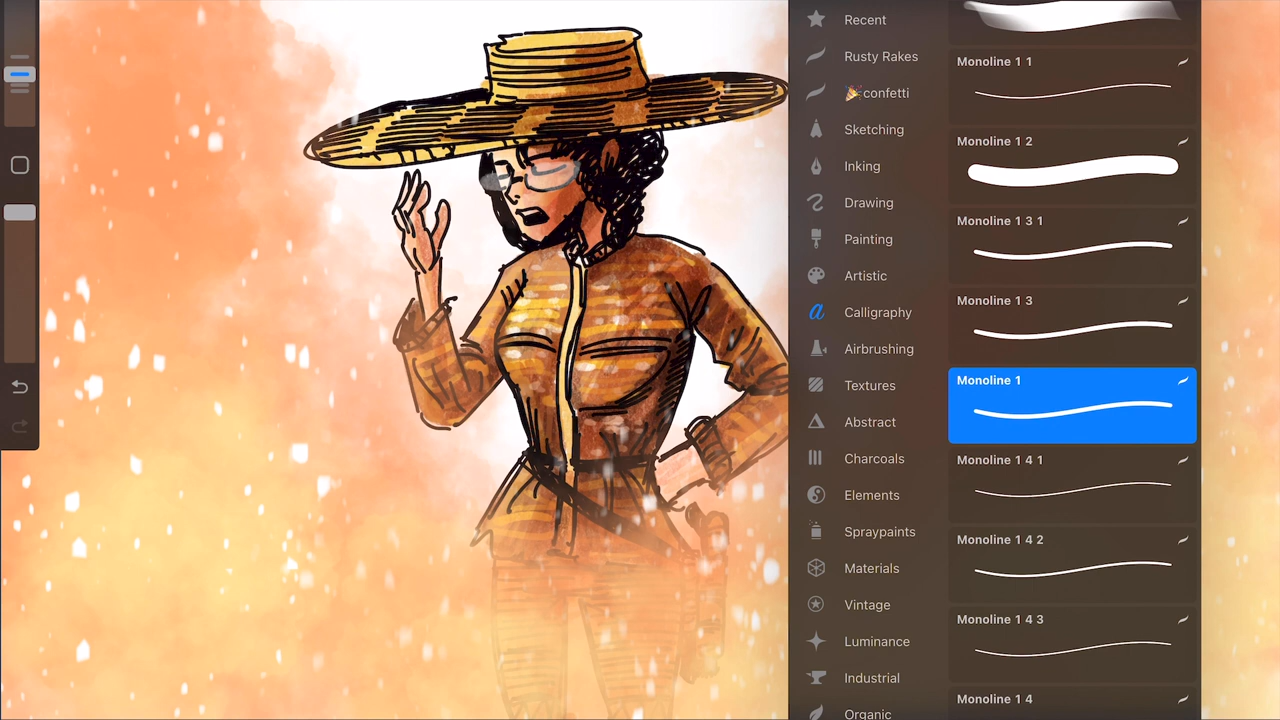 Recent
Rusty Rakes
🎉confetti
Sketching
Inking
Drawing
Painting
Artistic
Calligraphy
Airbrushing
Textures
Abstract
Charcoals
Elements
Spraypaints
Materials
Vintage
Luminance
Industrial
Organic
Monoline 1 1
Monoline 1 2
Monoline 1 3 1
Monoline 1 3
Monoline 1
Monoline 1 4 1
Monoline 1 4 2
Monoline 1 4 3
Monoline 1 4